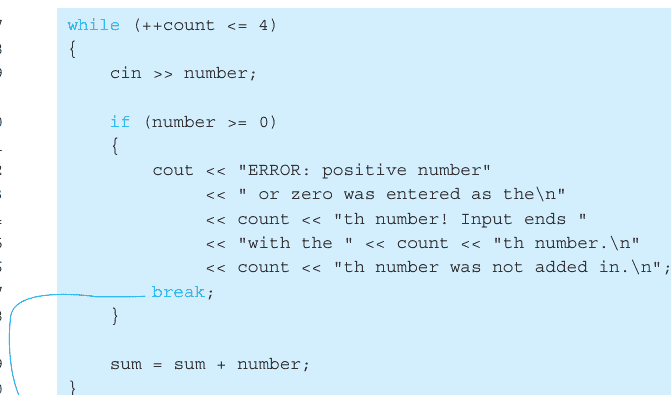 while (++count <= 4)
{
    cin >> number;

    if (number >= 0)
    {
        cout << "ERROR: positive number"
             << " or zero was entered as the\n"
             << count << "th number! Input ends "
             << "with the " << count << "th number.\n"
             << count << "th number was not added in.\n";
        break;
    }

    sum = sum + number;
}